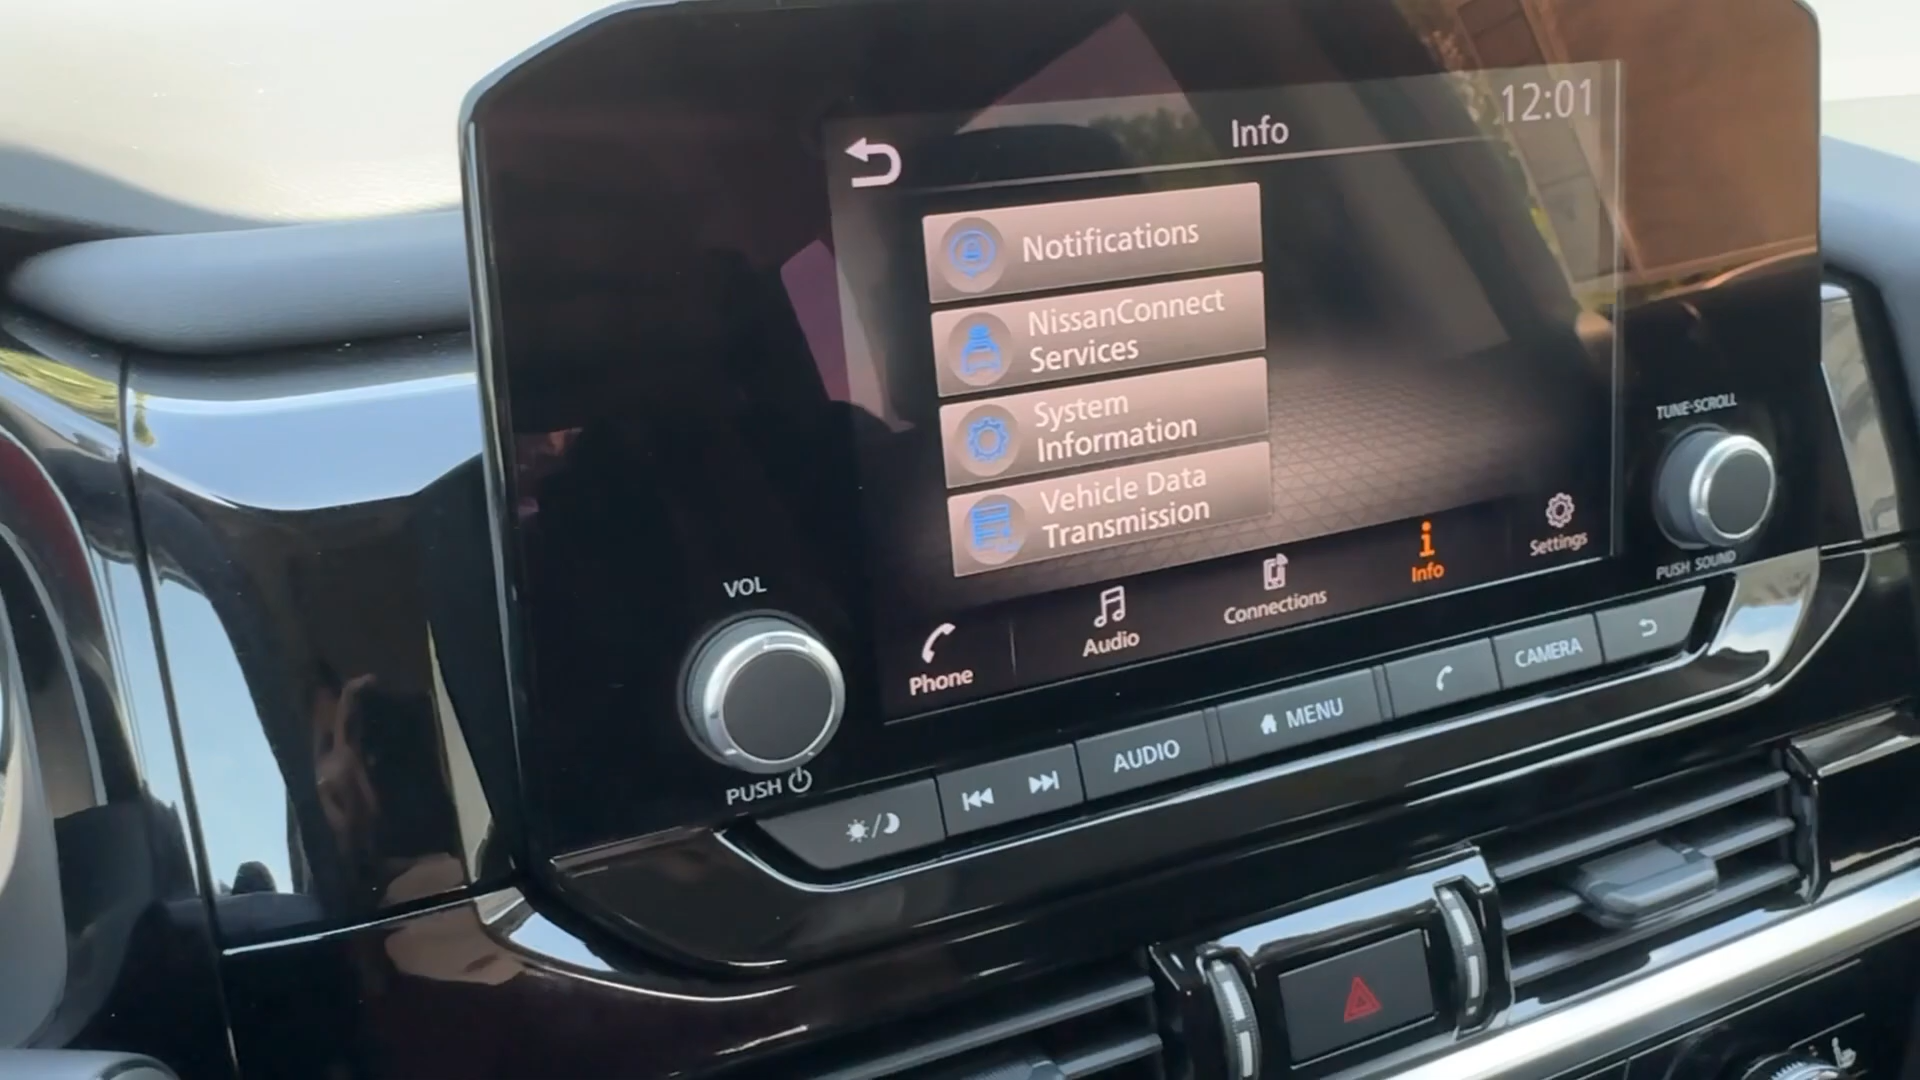 12:01
Info
Notifications
NissanConnect
Services
System
Information
Vehicle Data
Transmission
Phone
Audio
Connections
Info
Settings
VOL
PUSH
TUNE·SCROLL
PUSH SOUND
AUDIO
MENU
CAMERA